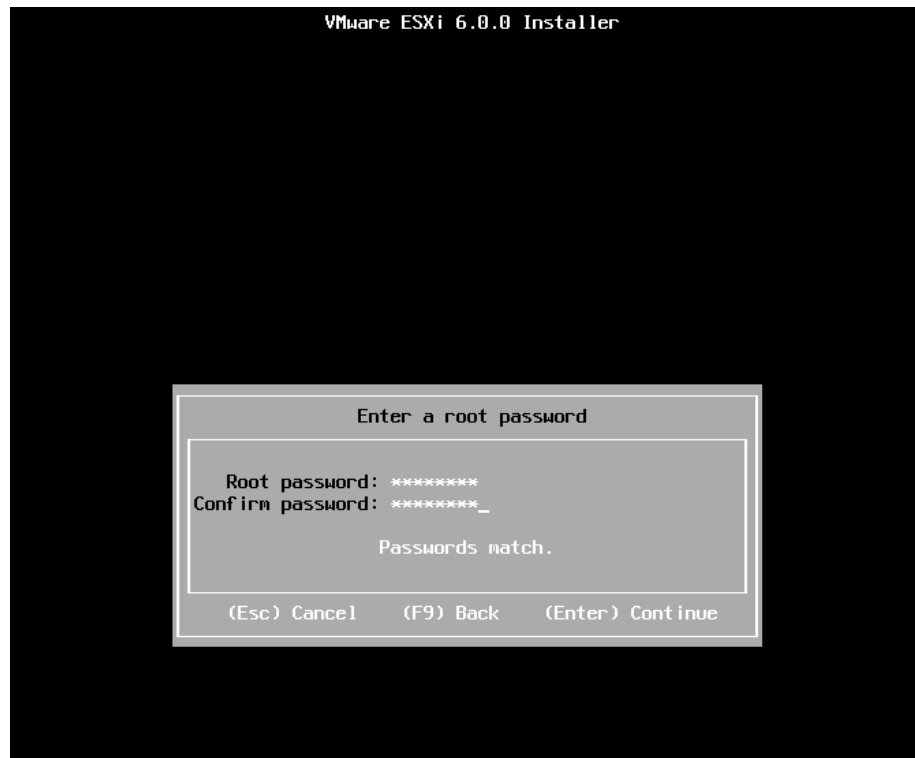 VMware ESXi 6.0.0 Installer
Enter a root password
Root password: ********
Confirm password: ********_
Passwords match.
(Esc) Cancel (F9) Back (Enter) Continue